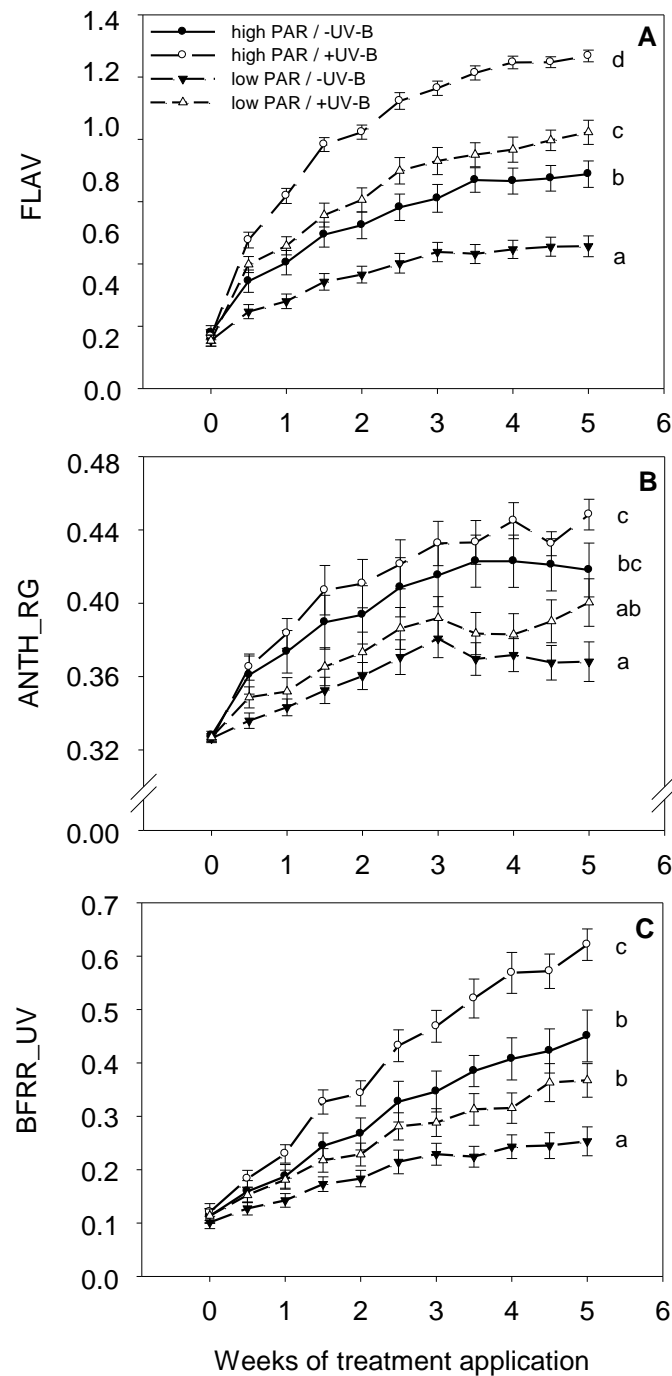 1.4
high PAR / -UV-B
A
high PAR / +UV-B
low PAR / -UV-B
low PAR / +UV-B
d
1.2
c
1.0
b
0.8
FLAV
0.6
a
0.4
0.2
0.0
0 1 2 3 4 5 6
0.48
B
c
0.44
bc
0.40
ab
ANTH_RG
0.36
a
0.32
0.00
0 1 2 3 4 5 6
0.7
C
c
0.6
0.5
b
0.4
b
BFRR_UV
0.3
a
0.2
0.1
0.0
0 1 2 3 4 5 6
Weeks of treatment application